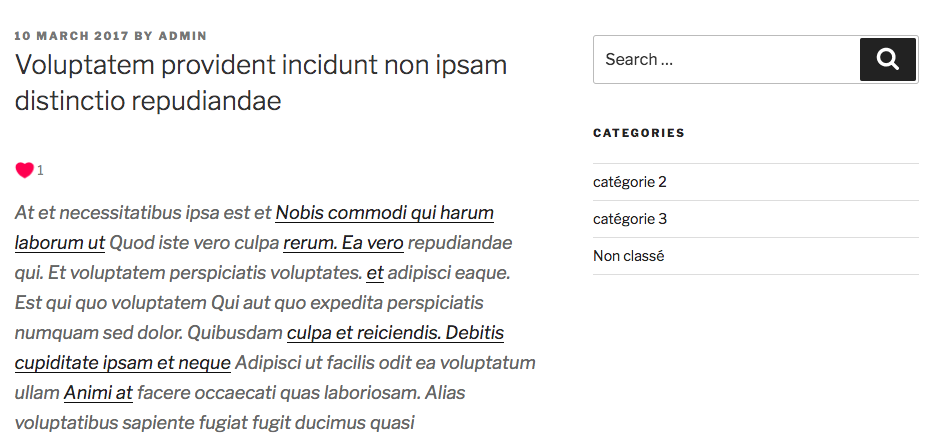 10 MARCH 2017 BY ADMIN
Voluptatem provident incidunt non ipsam
distinctio repudiandae
1
At et necessitatibus ipsa est et Nobis commodi qui harum
laborum ut Quod iste vero culpa rerum. Ea vero repudiandae
qui. Et voluptatem perspiciatis voluptates. et adipisci eaque.
Est qui quo voluptatem Qui aut quo expedita perspiciatis
numquam sed dolor. Quibusdam culpa et reiciendis. Debitis
cupiditate ipsam et neque Adipisci ut facilis odit ea voluptatum
ullam Animi at facere occaecati quas laboriosam. Alias
voluptatibus sapiente fugiat fugit ducimus quasi
Search ...
CATEGORIES
catégorie 2
catégorie 3
Non classé